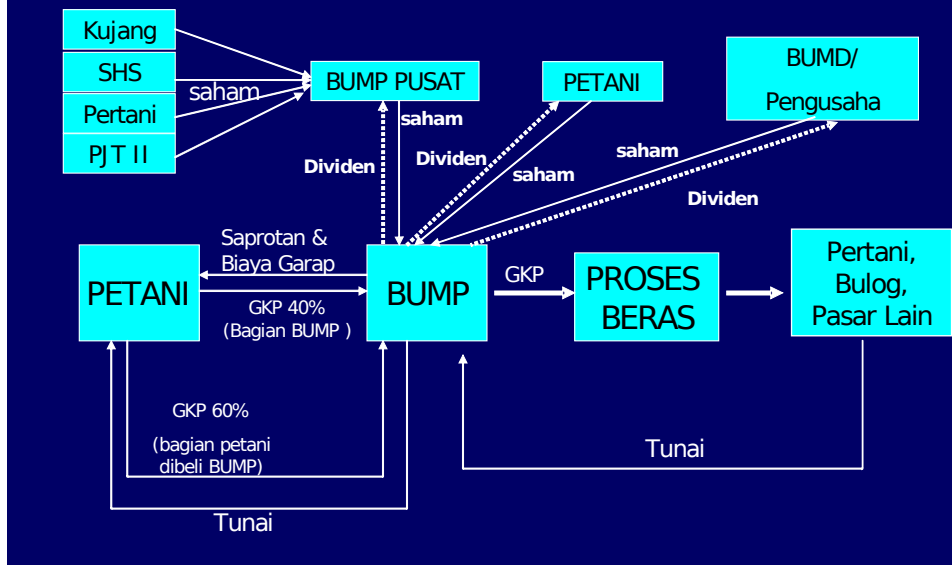 Kujang
SHS
saham
Pertani
PJT II
BUMP PUSAT
PETANI
BUMD/
Pengusaha
saham
Dividen
Dividen
saham
saham
Dividen
Saprotan &
Biaya Garap
PETANI
GKP 40%
(Bagian BUMP )
BUMP
GKP
PROSES
BERAS
Pertani,
Bulog,
Pasar Lain
GKP 60%
(bagian petani
dibeli BUMP)
Tunai
Tunai